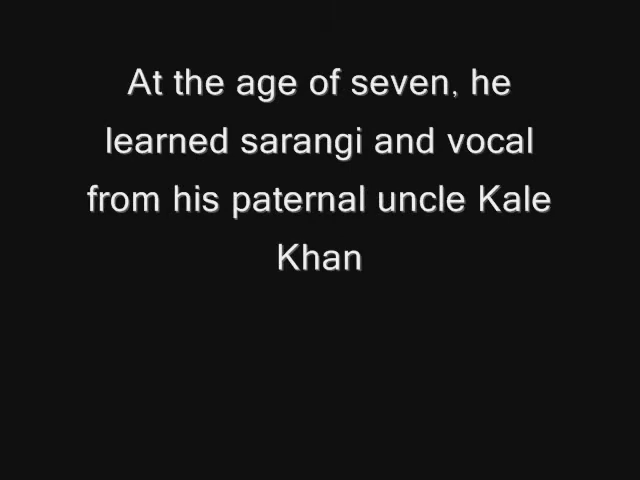 At the age of seven, he
learned sarangi and vocal
from his paternal uncle Kale
Khan